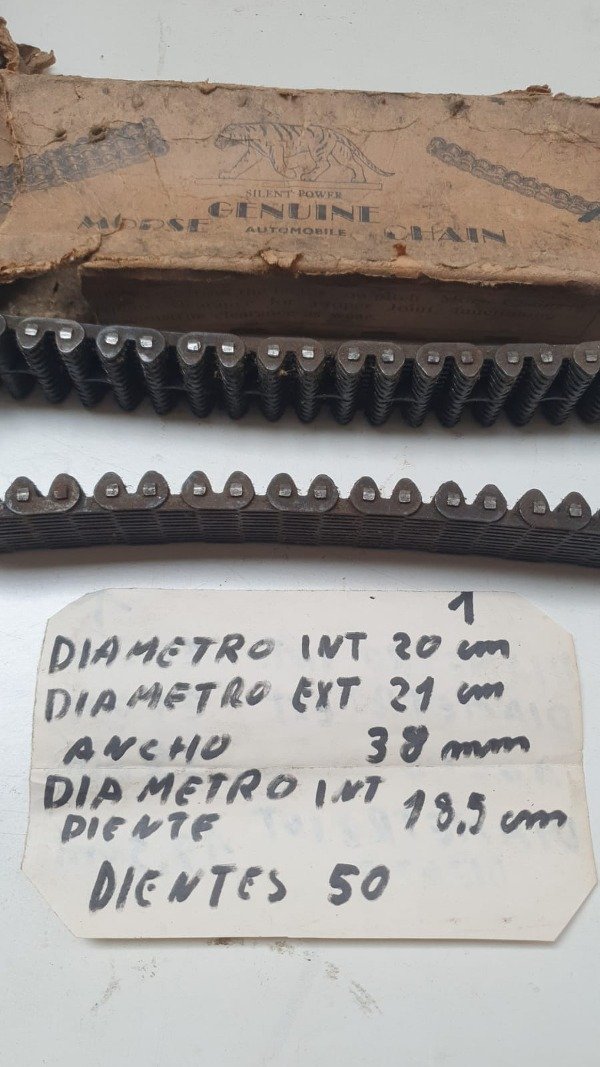 SILENT POWER
GENUINE
MORSE AUTOMOBILE CHAIN
1
DIAMETRO INT 20 cm
DIAMETRO EXT 21 cm
ANCHO 38 mm
DIAMETRO INT
DIENTE 18,5 cm
DIENTES 50